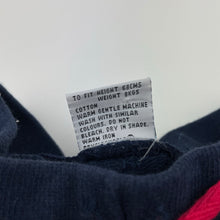 TO FIT-HEIGHT 68CMS
WEIGHT 8KGS
COTTON
WARM GENTLE MACHINE
WASH WITH SIMILAR
COLOURS. DO NOT
BLEACH. DRY IN SHADE.
WARM IRON